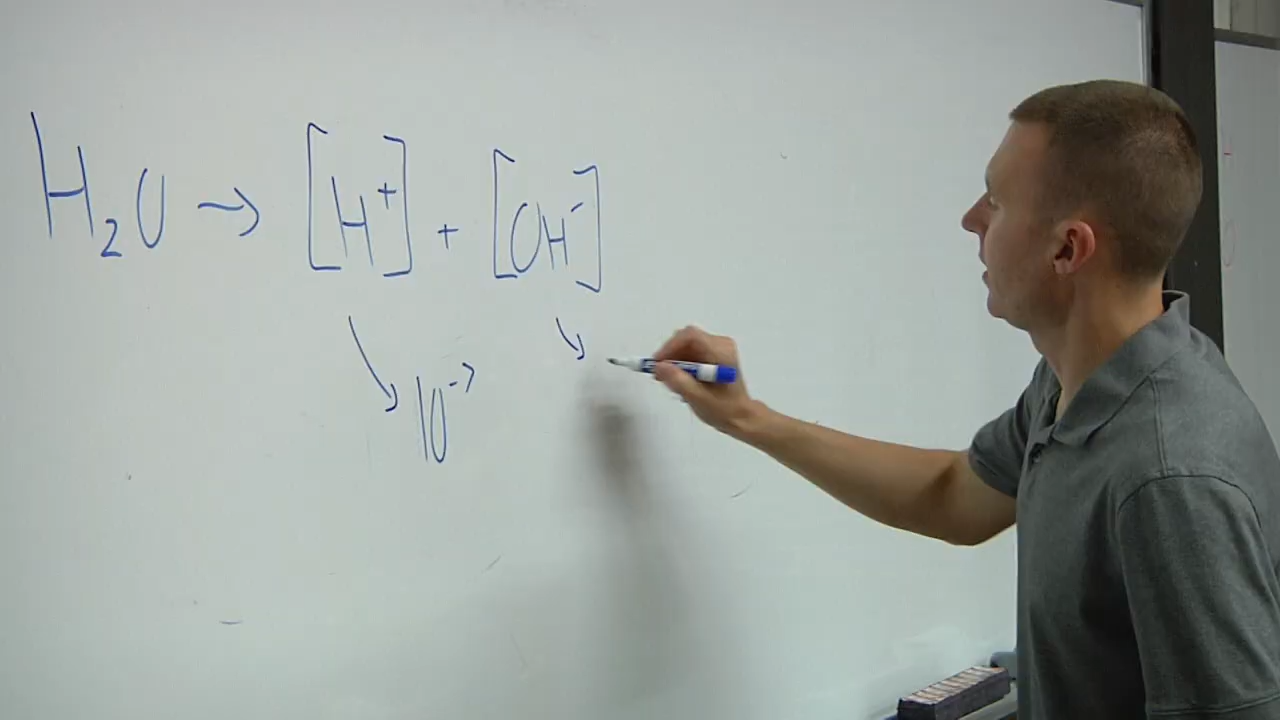 H₂O → [H⁺] + [OH⁻]
↘ 10⁻⁷ ↘